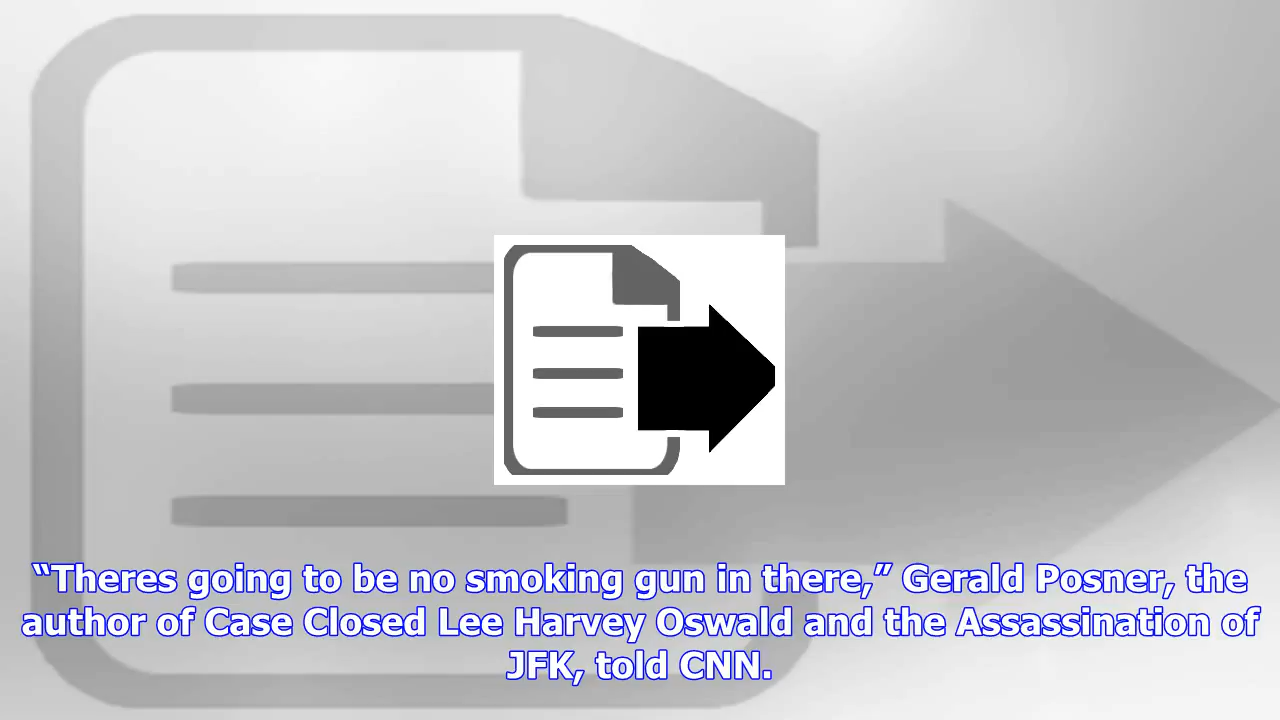 “Theres going to be no smoking gun in there,” Gerald Posner, the
author of Case Closed Lee Harvey Oswald and the Assassination of
JFK, told CNN.